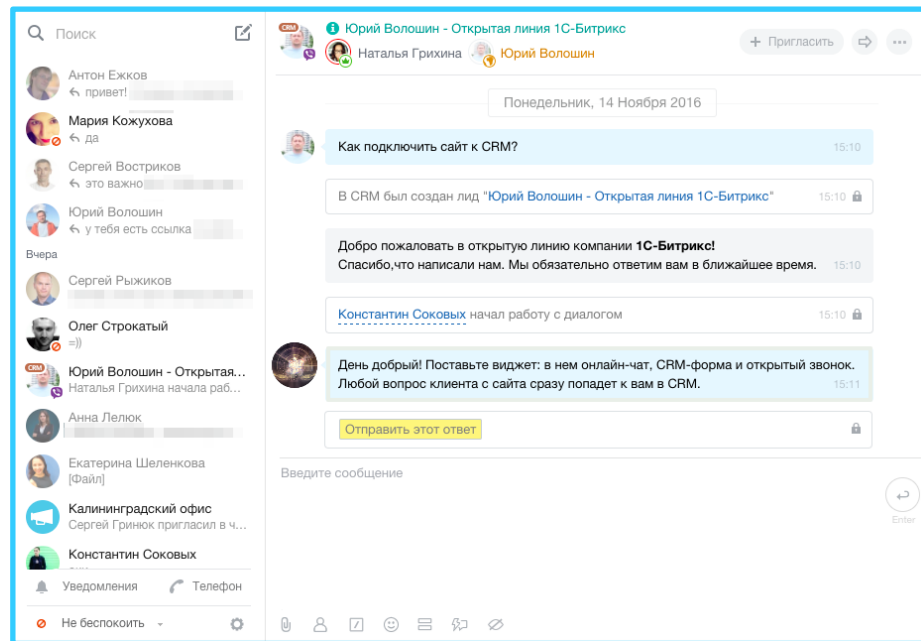 Поиск
Антон Ежков
привет!
Мария Кожухова
да
Сергей Востриков
это важно
Юрий Волошин
у тебя есть ссылка
Вчера
Сергей Рыжиков
Олег Строкатый
=))
CRM
Юрий Волошин - Открытая...
Наталья Грихина начала раб...
Анна Лелюк
Екатерина Шеленкова
[Файл]
Калининградский офис
Сергей Гринюк пригласил в ч...
Константин Соковых
Уведомления Телефон
Не беспокоить
CRM
Юрий Волошин - Открытая линия 1С-Битрикс
Наталья Грихина Юрий Волошин
+ Пригласить
Понедельник, 14 Ноября 2016
Как подключить сайт к CRM? 15:10
В CRM был создан лид "Юрий Волошин - Открытая линия 1С-Битрикс" 15:10
Добро пожаловать в открытую линию компании 1С-Битрикс!
Спасибо,что написали нам. Мы обязательно ответим вам в ближайшее время. 15:10
Константин Соковых начал работу с диалогом 15:10
День добрый! Поставьте виджет: в нем онлайн-чат, CRM-форма и открытый звонок.
Любой вопрос клиента с сайта сразу попадет к вам в CRM. 15:11
Отправить этот ответ
Введите сообщение
Enter